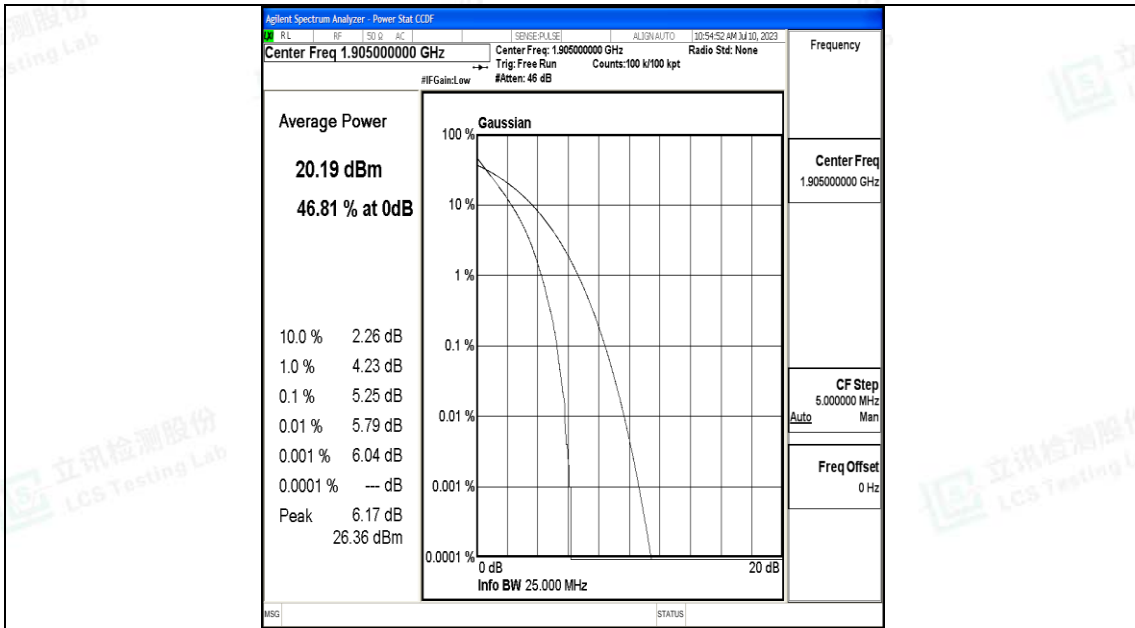 Agilent Spectrum Analyzer - Power Stat CCDF
RL RF 50 Ω AC SENSE:PULSE ALIGN AUTO 10:54:52 AM Jul 10, 2023
Center Freq 1.905000000 GHz
Center Freq: 1.905000000 GHz Radio Std: None
Trig: Free Run Counts:100 k/100 kpt
#IFGain:Low #Atten: 46 dB
Frequency
Average Power
20.19 dBm
46.81 % at 0dB
10.0 % 2.26 dB
1.0 % 4.23 dB
0.1 % 5.25 dB
0.01 % 5.79 dB
0.001 % 6.04 dB
0.0001 % --- dB
Peak 6.17 dB
26.36 dBm
Gaussian
100 %
10 %
1 %
0.1 %
0.01 %
0.001 %
0.0001 %
0 dB 20 dB
Info BW 25.000 MHz
Center Freq
1.905000000 GHz
CF Step
5.000000 MHz
Auto Man
Freq Offset
0 Hz
MSG STATUS
立讯检测股份
LCS Testing Lab
立讯检测股份